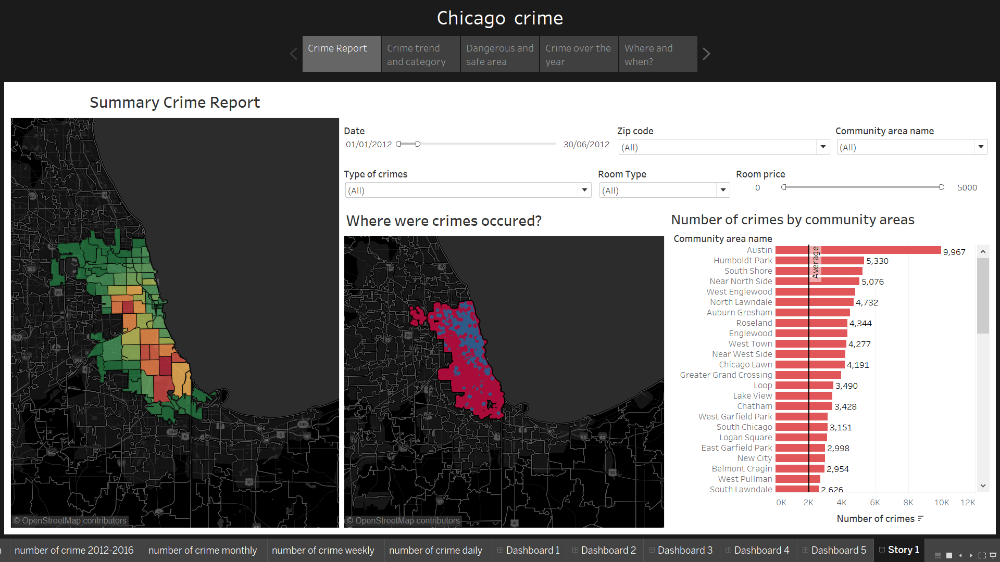 Chicago crime
Crime Report
Crime trend and category
Dangerous and safe area
Crime over the year
Where and when?
Summary Crime Report
Date
01/01/2012
30/06/2012
Zip code
(All)
Community area name
(All)
Type of crimes
(All)
Room Type
(All)
Room price
0
5000
Where were crimes occured?
Number of crimes by community areas
Community area name
Average
Austin 9,967
Humboldt Park 5,330
South Shore
Near North Side 5,076
West Englewood
North Lawndale 4,732
Auburn Gresham
Roseland 4,344
Englewood
West Town 4,277
Near West Side
Chicago Lawn 4,191
Greater Grand Crossing
Loop 3,490
Lake View
Chatham 3,428
West Garfield Park
South Chicago 3,151
Logan Square
East Garfield Park 2,998
New City
Belmont Cragin 2,954
West Pullman
South Lawndale 2,626
0K 2K 4K 6K 8K 10K 12K
Number of crimes
© OpenStreetMap contributors
© OpenStreetMap contributors
number of crime 2012-2016
number of crime monthly
number of crime weekly
number of crime daily
Dashboard 1
Dashboard 2
Dashboard 3
Dashboard 4
Dashboard 5
Story 1